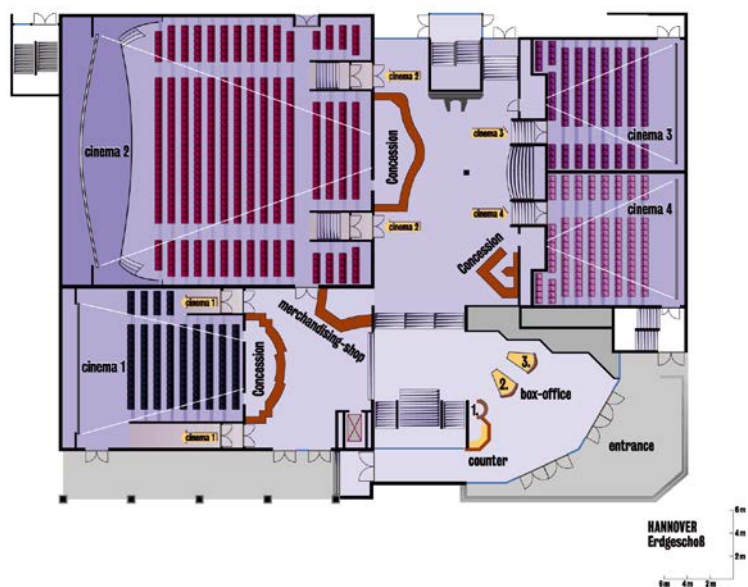 cinema 2
cinema 2
Concession
cinema 3
cinema 3
cinema 4
cinema 4
cinema 2
Concession
cinema 1
merchandising-shop
cinema 1
Concession
cinema 1
3.
2.
box-office
1.
counter
entrance
HANNOVER
Erdgeschoß
6m
4m
2m
6m 4m 2m